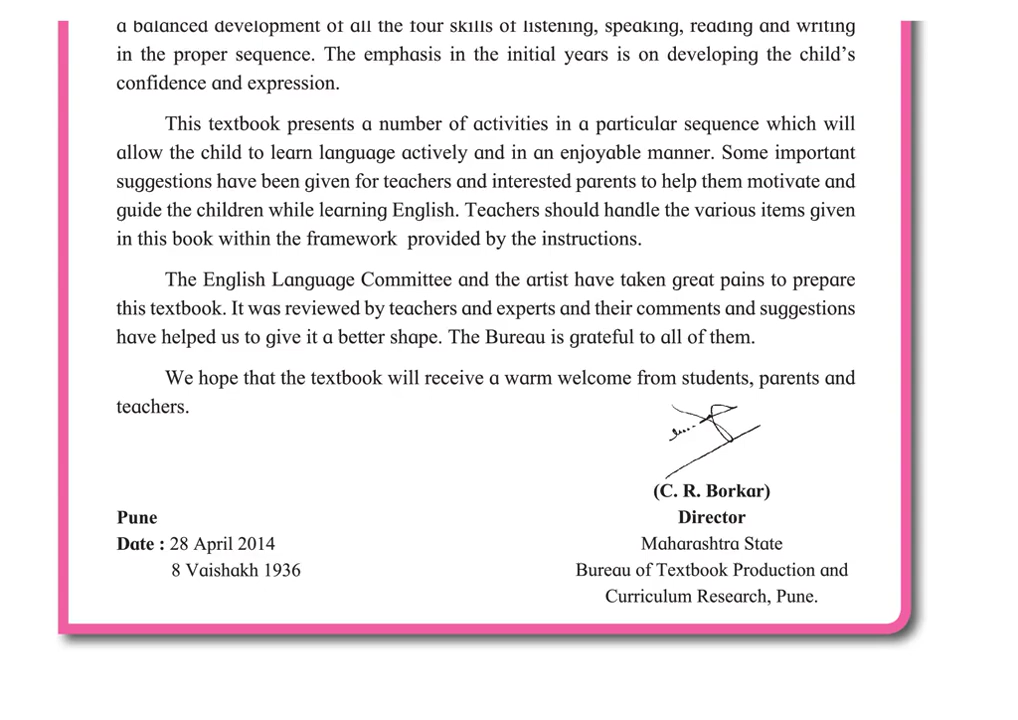 a balanced development of all the four skills of listening, speaking, reading and writing
in the proper sequence. The emphasis in the initial years is on developing the child’s
confidence and expression.
This textbook presents a number of activities in a particular sequence which will
allow the child to learn language actively and in an enjoyable manner. Some important
suggestions have been given for teachers and interested parents to help them motivate and
guide the children while learning English. Teachers should handle the various items given
in this book within the framework provided by the instructions.
The English Language Committee and the artist have taken great pains to prepare
this textbook. It was reviewed by teachers and experts and their comments and suggestions
have helped us to give it a better shape. The Bureau is grateful to all of them.
We hope that the textbook will receive a warm welcome from students, parents and
teachers.
(C. R. Borkar)
Pune Director
Date : 28 April 2014 Maharashtra State
8 Vaishakh 1936 Bureau of Textbook Production and
Curriculum Research, Pune.